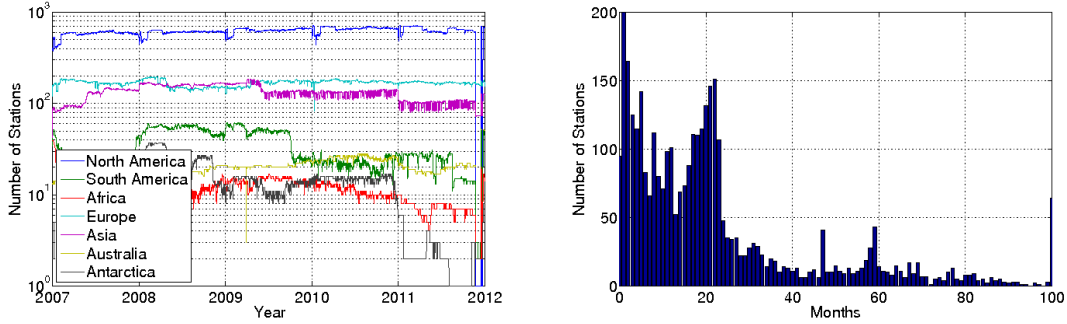 Number of Stations
10^3
10^2
10^1
10^0
North America
South America
Africa
Europe
Asia
Australia
Antarctica
2007 2008 2009 2010 2011 2012
Year
Number of Stations
200
150
100
50
0
0 20 40 60 80 100
Months